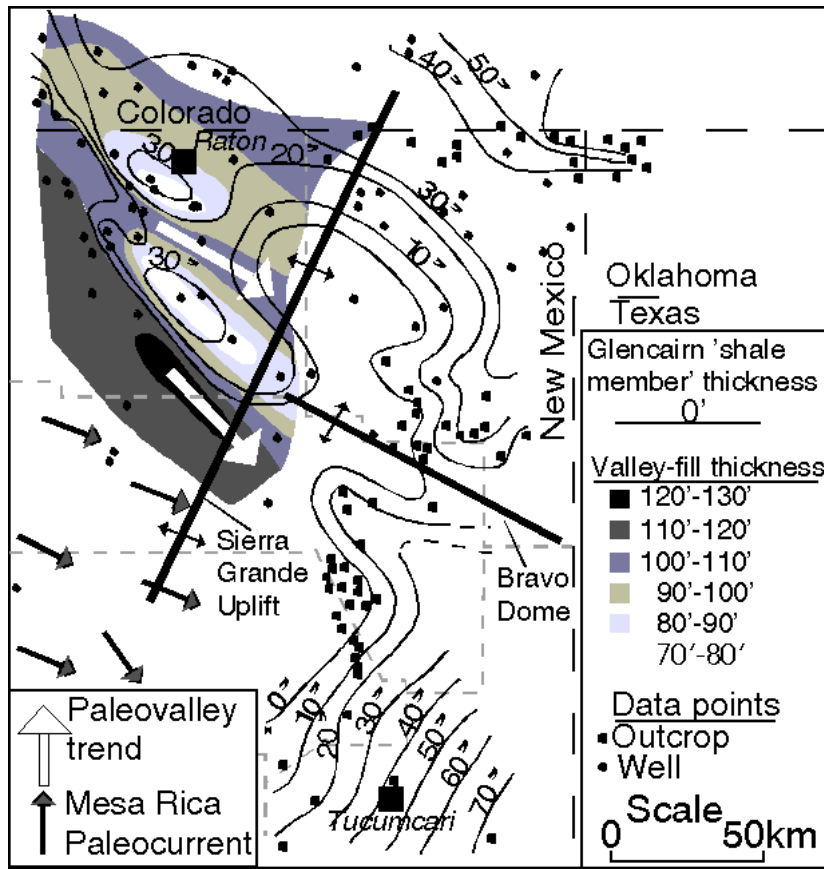 40'
50'
Colorado
Raton
30'
20'
30'
10'
30'
New Mexico
Oklahoma
Texas
Glencairn 'shale
member' thickness
0'
Valley-fill thickness
120'-130'
110'-120'
100'-110'
90'-100'
80'-90'
70'-80'
Data points
Outcrop
Well
Scale
0 50km
Sierra
Grande
Uplift
Bravo
Dome
0'
10'
20'
30'
40'
50'
60'
70'
Tucumcari
Paleovalley
trend
Mesa Rica
Paleocurrent